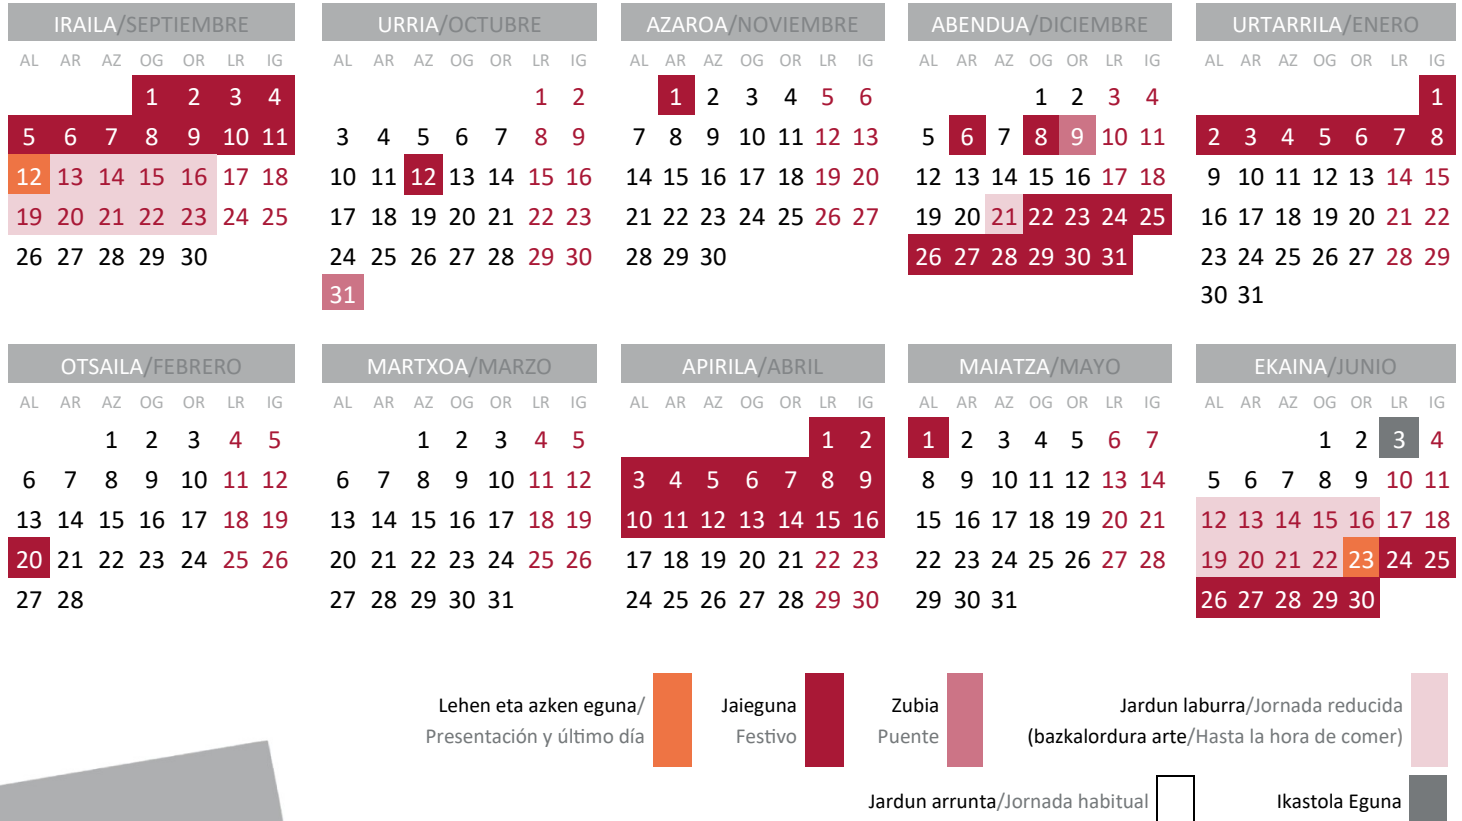 IRAILA/SEPTIEMBRE URRIA/OCTUBRE AZAROA/NOVIEMBRE ABENDUA/DICIEMBRE URTARRILA/ENERO
AL AR AZ OG OR LR IG AL AR AZ OG OR LR IG AL AR AZ OG OR LR IG AL AR AZ OG OR LR IG AL AR AZ OG OR LR IG
1 2 3 4 1 2 1 2 3 4 5 6 1 2 3 4 1
5 6 7 8 9 10 11 3 4 5 6 7 8 9 7 8 9 10 11 12 13 5 6 7 8 9 10 11 2 3 4 5 6 7 8
12 13 14 15 16 17 18 10 11 12 13 14 15 16 14 15 16 17 18 19 20 12 13 14 15 16 17 18 9 10 11 12 13 14 15
19 20 21 22 23 24 25 17 18 19 20 21 22 23 21 22 23 24 25 26 27 19 20 21 22 23 24 25 16 17 18 19 20 21 22
26 27 28 29 30 24 25 26 27 28 29 30 28 29 30 26 27 28 29 30 31 23 24 25 26 27 28 29
31 30 31
OTSAILA/FEBRERO MARTXOA/MARZO APIRILA/ABRIL MAIATZA/MAYO EKAINA/JUNIO
AL AR AZ OG OR LR IG AL AR AZ OG OR LR IG AL AR AZ OG OR LR IG AL AR AZ OG OR LR IG AL AR AZ OG OR LR IG
1 2 3 4 5 1 2 3 4 5 1 2 1 2 3 4 5 6 7 1 2 3 4
6 7 8 9 10 11 12 6 7 8 9 10 11 12 3 4 5 6 7 8 9 8 9 10 11 12 13 14 5 6 7 8 9 10 11
13 14 15 16 17 18 19 13 14 15 16 17 18 19 10 11 12 13 14 15 16 15 16 17 18 19 20 21 12 13 14 15 16 17 18
20 21 22 23 24 25 26 20 21 22 23 24 25 26 17 18 19 20 21 22 23 22 23 24 25 26 27 28 19 20 21 22 23 24 25
27 28 27 28 29 30 31 24 25 26 27 28 29 30 29 30 31 26 27 28 29 30
Lehen eta azken eguna/ Jaieguna Zubia Jardun laburra/Jornada reducida
Presentación y último día Festivo Puente (bazkalordura arte/Hasta la hora de comer)
Jardun arrunta/Jornada habitual Ikastola Eguna